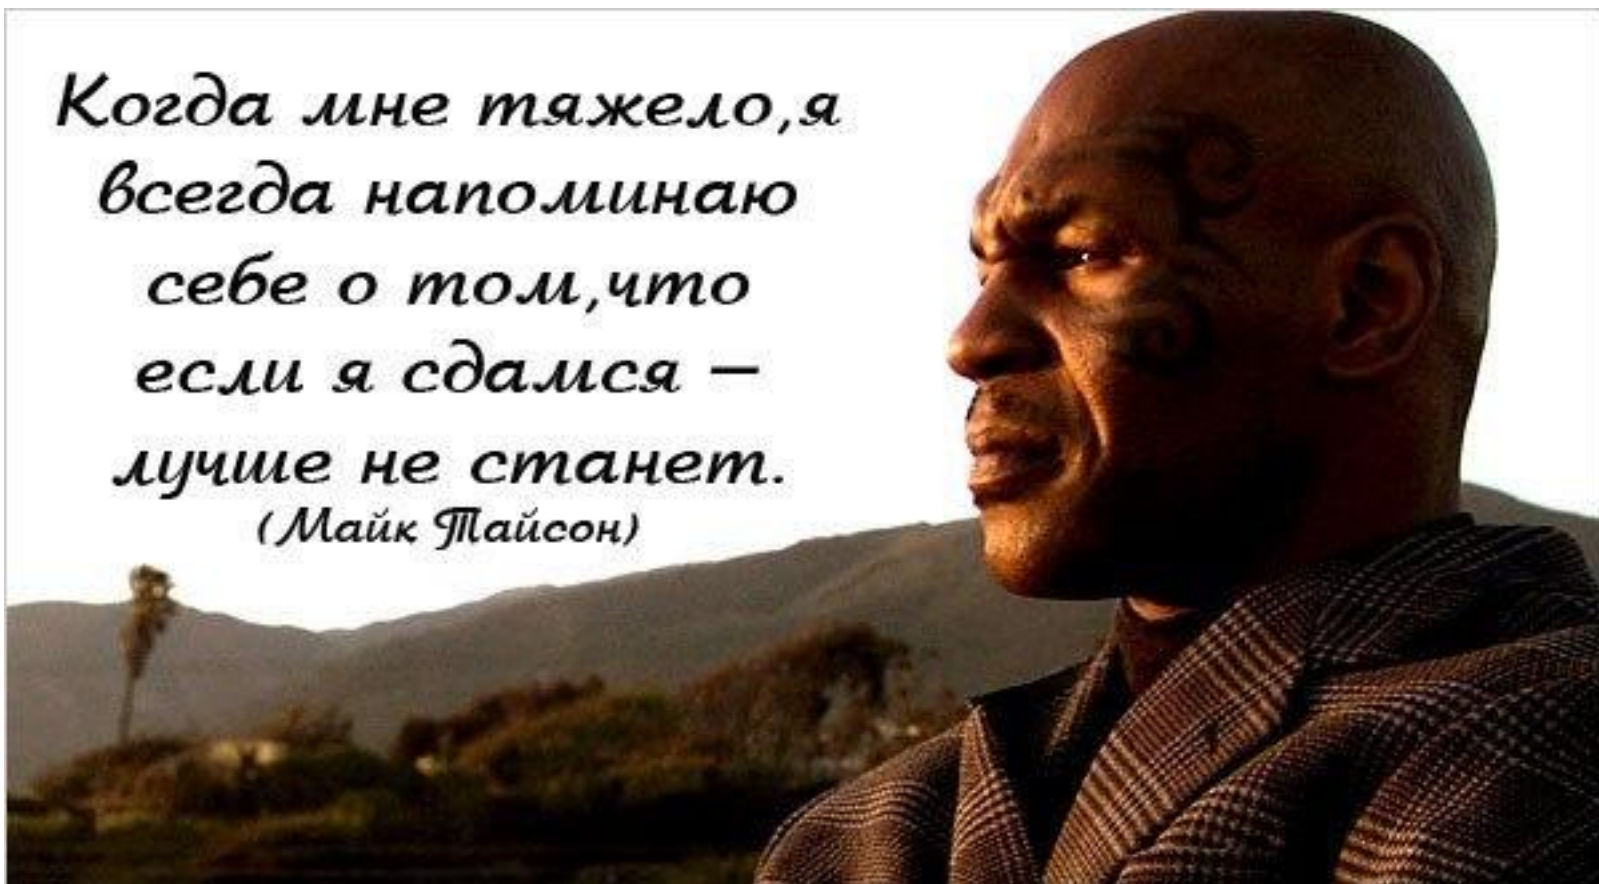 Когда мне тяжело,я
всегда напоминаю
себе о том,что
если я сдамся –
лучше не станет.
(Майк Тайсон)